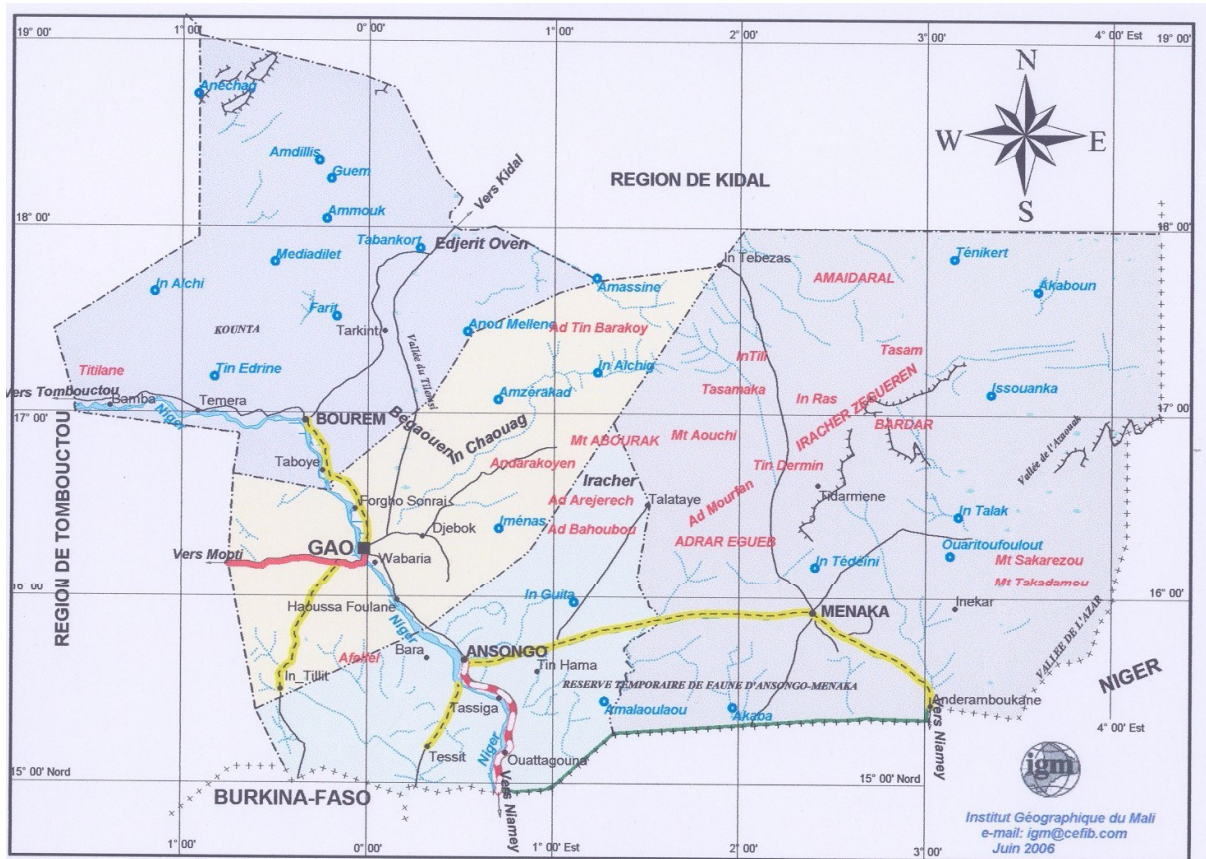 1° 00'
0° 00'
1° 00'
2° 00'
3° 00'
4° 00' Est
19° 00'
19° 00'
Anéchag
N
W
E
S
Amdillis
Guem
Vers Kidal
REGION DE KIDAL
Ammouk
18° 00'
18° 00'
Tabankort
Edjerit Oven
Mediadilet
In Tebezas
Ténikert
AMAIDARAL
In Alchi
Amassine
Akaboun
Farit
KOUNTA
Tarkint
Anod Mellene
Ad Tin Barakoy
Vallée du Tilemsi
InTili
Tasam
Titilane
Tin Edrine
In Alchig
Vers Tombouctou
Bamba
Temera
Amzérakad
Tasamaka
In Ras
IRACHER ZEGUEREN
Issouanka
17° 00'
17° 00'
Niger
BOUREM
Bégaouen
In Chaouag
Mt ABOURAK
Mt Aouchi
BARDAR
Vallée de l'Azaouak
Taboye
Andarakoyen
Iracher
Tin Dermin
Forgho Sonrai
Ad Arejerech
Talataye
Ad Mourfan
Tidarmene
REGION DE TOMBOUCTOU
Djebok
Iménas
Ad Bahoubou
ADRAR EGUEB
In Talak
GAO
Vers Mopti
Wabaria
In Tédéini
Ouaritoufoulout
Mt Sakarezou
Mt Takadamou
16° 00'
16° 00'
Haoussa Foulane
In Guita
MENAKA
Inekar
Niger
VALLEE DE L'AZAR
Bara
ANSONGO
Tin Hama
In_Tillit
RESERVE TEMPORAIRE DE FAUNE D'ANSONGO-MENAKA
NIGER
Tassiga
Amalaoulaou
Akaba
Anderamboukane
4° 00' Est
Tessit
Niger
Ouattagouna
Vers Niamey
Vers Niamey
15° 00' Nord
15° 00' Nord
BURKINA-FASO
igm
Institut Géographique du Mali
e-mail: igm@cefib.com
Juin 2006
1° 00'
0° 00'
1° 00' Est
2° 00'
3° 00'